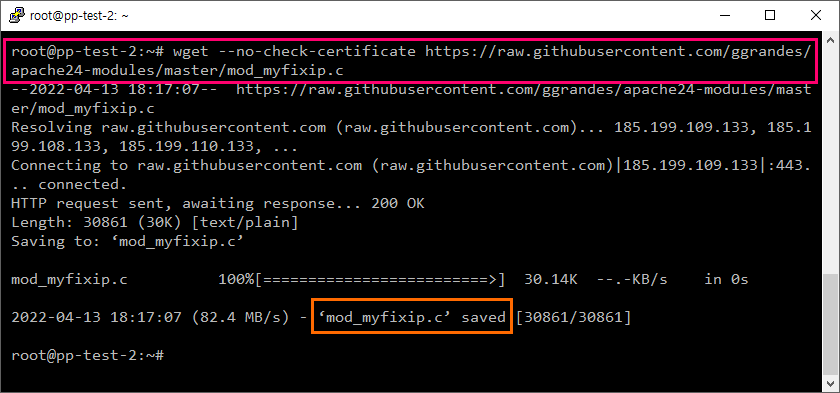 root@pp-test-2: ~
root@pp-test-2:~# wget --no-check-certificate https://raw.githubusercontent.com/ggrandes/
apache24-modules/master/mod_myfixip.c
--2022-04-13 18:17:07--  https://raw.githubusercontent.com/ggrandes/apache24-modules/mast
er/mod_myfixip.c
Resolving raw.githubusercontent.com (raw.githubusercontent.com)... 185.199.109.133, 185.1
99.108.133, 185.199.110.133, ...
Connecting to raw.githubusercontent.com (raw.githubusercontent.com)|185.199.109.133|:443.
.. connected.
HTTP request sent, awaiting response... 200 OK
Length: 30861 (30K) [text/plain]
Saving to: ‘mod_myfixip.c’
mod_myfixip.c          100%[==========================>]  30.14K  --.-KB/s    in 0s
2022-04-13 18:17:07 (82.4 MB/s) - ‘mod_myfixip.c’ saved [30861/30861]
root@pp-test-2:~#